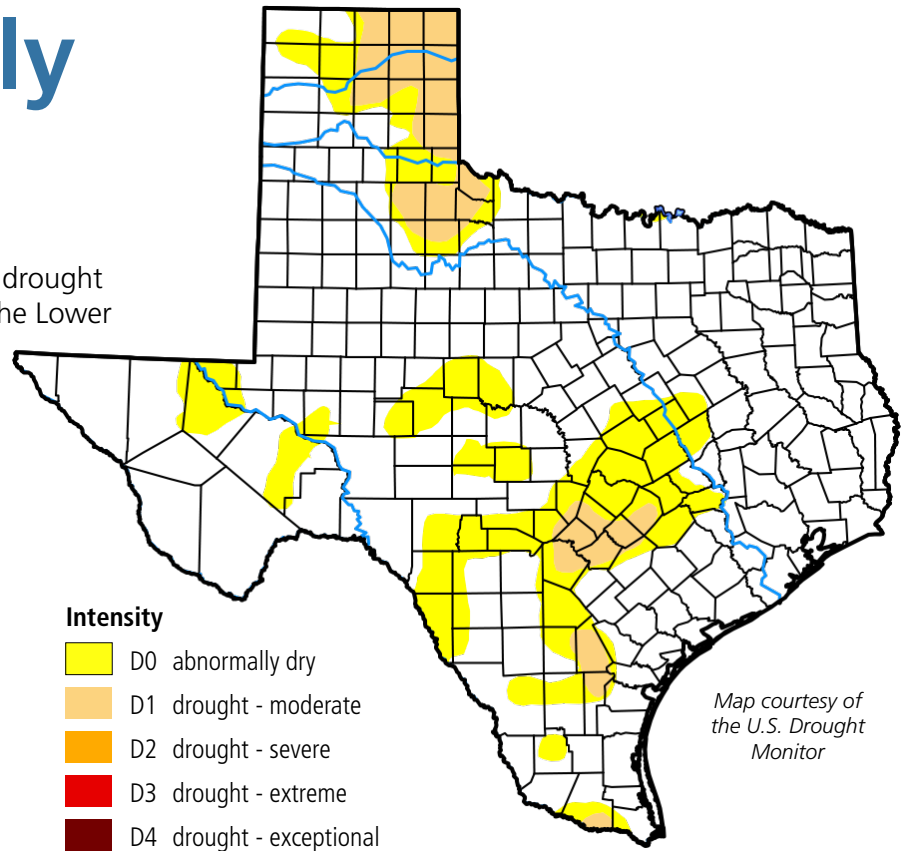 ly
drought
he Lower
Intensity
D0 abnormally dry
D1 drought - moderate
D2 drought - severe
D3 drought - extreme
D4 drought - exceptional
Map courtesy of
the U.S. Drought
Monitor